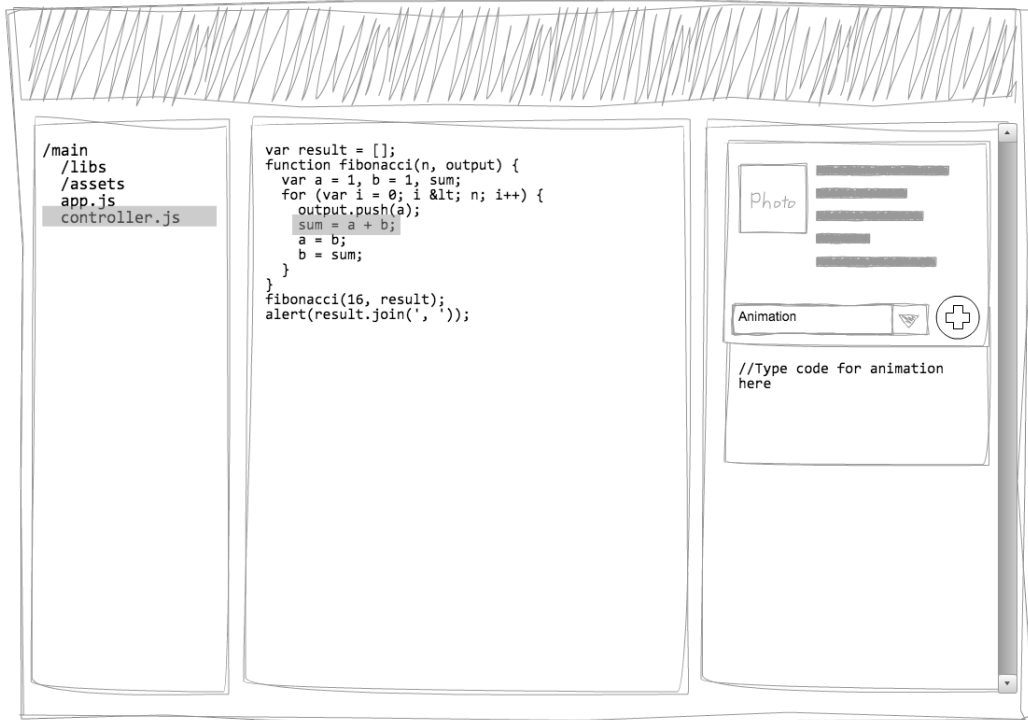 /main
/libs
/assets
app.js
controller.js
var result = [];
function fibonacci(n, output) {
  var a = 1, b = 1, sum;
  for (var i = 0; i &lt; n; i++) {
    output.push(a);
    sum = a + b;
    a = b;
    b = sum;
  }
}
fibonacci(16, result);
alert(result.join(', '));
Photo
Animation
//Type code for animation
here